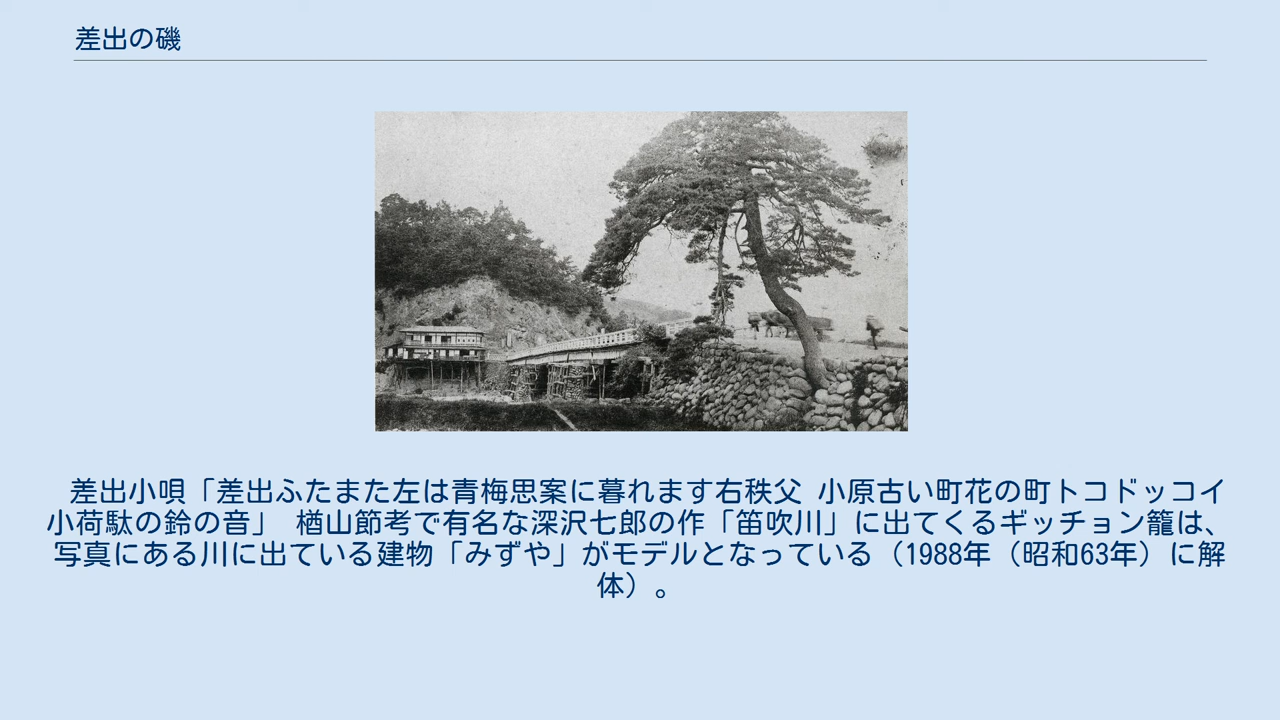 差出の磯
差出小唄「差出ふたまた左は青梅思案に暮れます右秩父 小原古い町花の町トコドッコイ
小荷駄の鈴の音」 楢山節考で有名な深沢七郎の作「笛吹川」に出てくるギッチョン籠は、
写真にある川に出ている建物「みずや」がモデルとなっている（1988年（昭和63年）に解
体）。